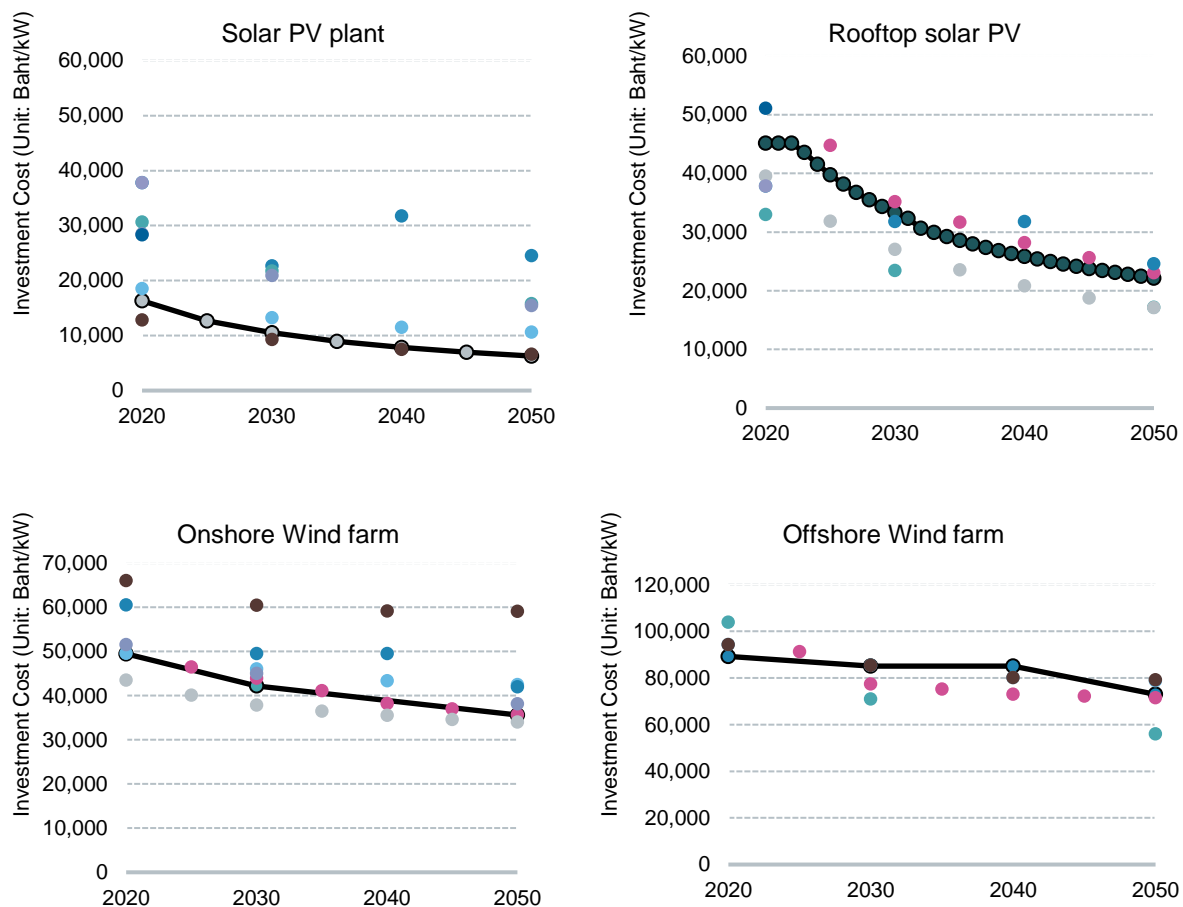 Solar PV plant
Investment Cost (Unit: Baht/kW)
60,000
50,000
40,000
30,000
20,000
10,000
0
2020 2030 2040 2050
Rooftop solar PV
Investment Cost (Unit: Baht/kW)
60,000
50,000
40,000
30,000
20,000
10,000
0
2020 2030 2040 2050
Onshore Wind farm
Investment Cost (Unit: Baht/kW)
70,000
60,000
50,000
40,000
30,000
20,000
10,000
0
2020 2030 2040 2050
Offshore Wind farm
Investment Cost (Unit: Baht/kW)
120,000
100,000
80,000
60,000
40,000
20,000
0
2020 2030 2040 2050